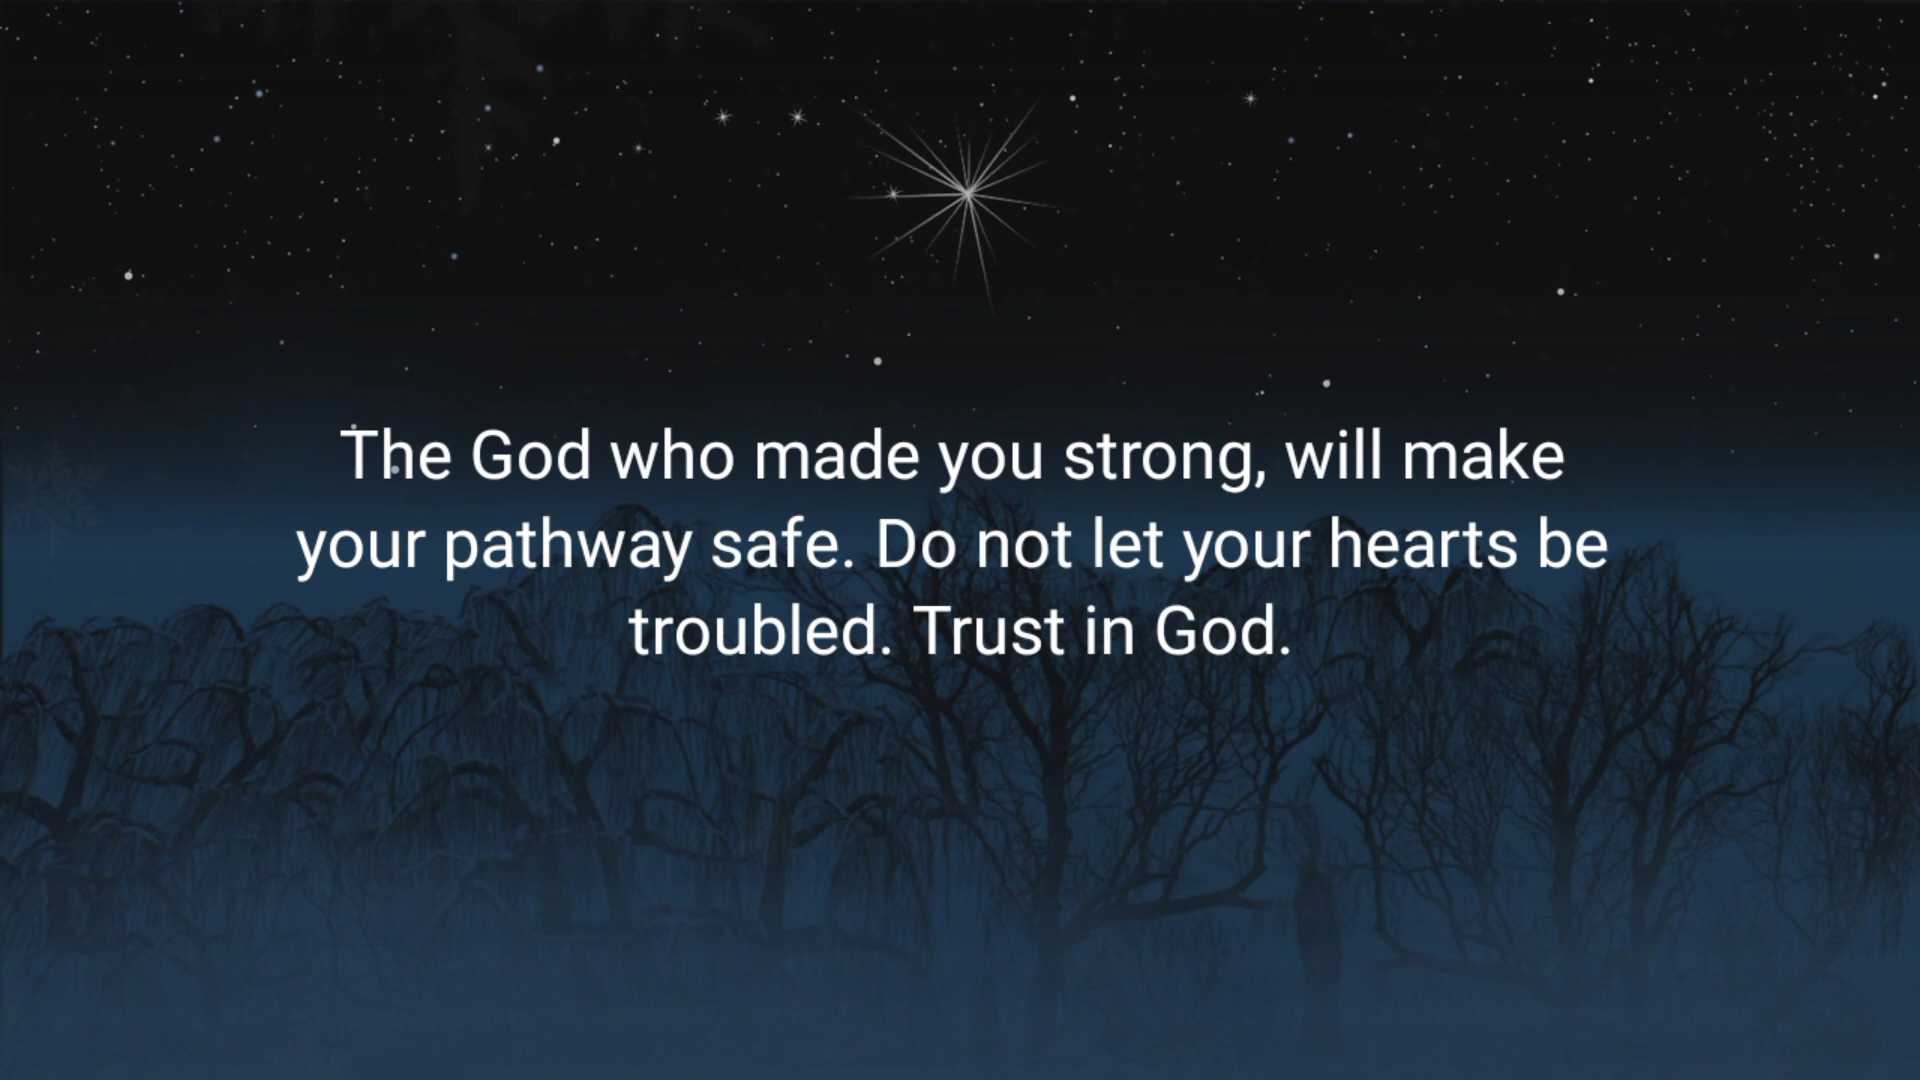 The God who made you strong, will make
your pathway safe. Do not let your hearts be
troubled. Trust in God.